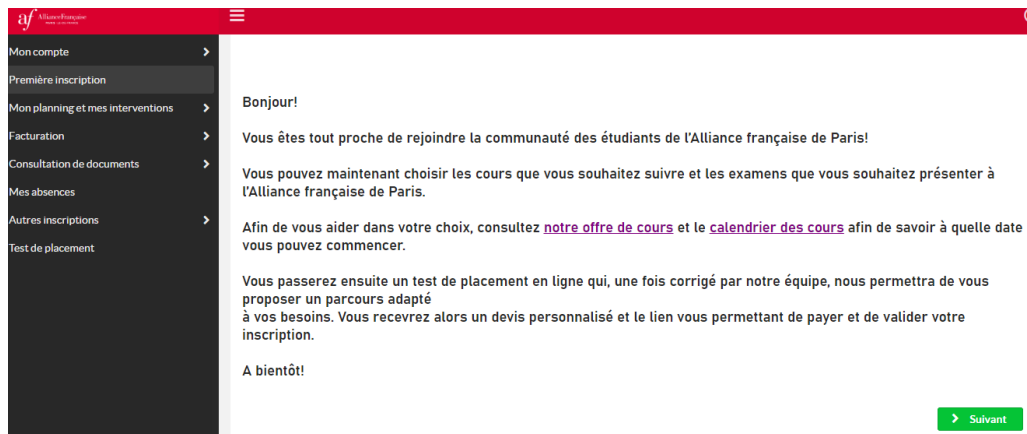 af AllianceFrançaise
Mon compte
Première inscription
Mon planning et mes interventions
Facturation
Consultation de documents
Mes absences
Autres inscriptions
Test de placement
Bonjour!
Vous êtes tout proche de rejoindre la communauté des étudiants de l'Alliance française de Paris!
Vous pouvez maintenant choisir les cours que vous souhaitez suivre et les examens que vous souhaitez présenter à
l'Alliance française de Paris.
Afin de vous aider dans votre choix, consultez notre offre de cours et le calendrier des cours afin de savoir à quelle date
vous pouvez commencer.
Vous passerez ensuite un test de placement en ligne qui, une fois corrigé par notre équipe, nous permettra de vous
proposer un parcours adapté
à vos besoins. Vous recevrez alors un devis personnalisé et le lien vous permettant de payer et de valider votre
inscription.
A bientôt!
Suivant